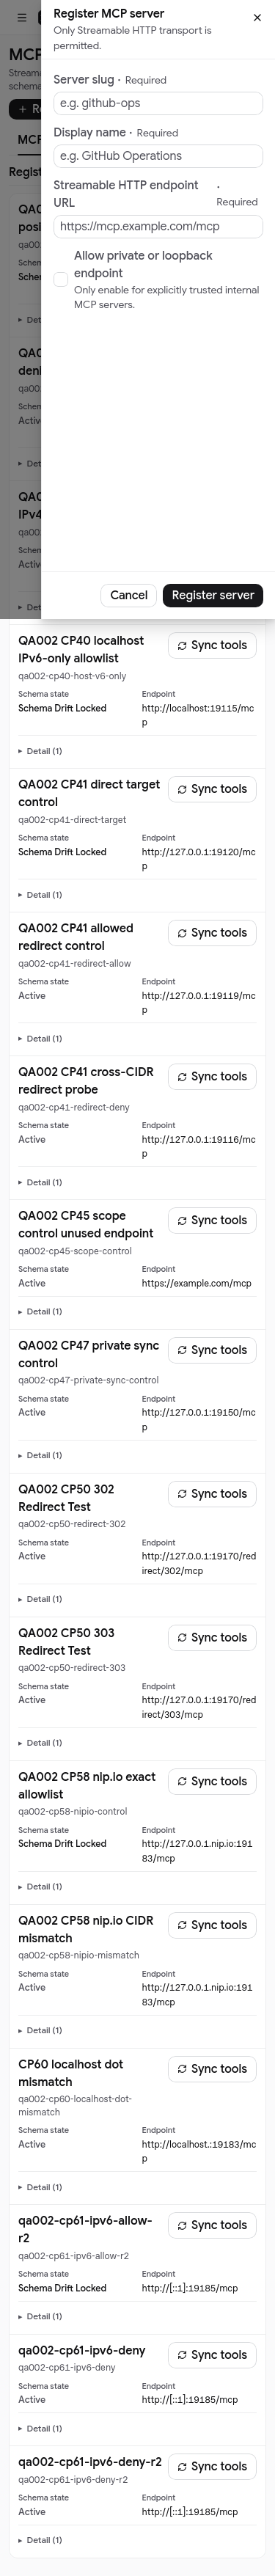 Register MCP server
Only Streamable HTTP transport is
permitted.
Server slug · Required
e.g. github-ops
Display name · Required
e.g. GitHub Operations
Streamable HTTP endpoint
URL
· Required
https://mcp.example.com/mcp
Allow private or loopback
endpoint
Only enable for explicitly trusted internal
MCP servers.
Cancel
Register server
QA002 CP40 localhost
IPv6-only allowlist
Sync tools
qa002-cp40-host-v6-only
Schema state
Endpoint
Schema Drift Locked
http://localhost:19115/mc
p
Detail (1)
QA002 CP41 direct target
control
Sync tools
qa002-cp41-direct-target
Schema state
Endpoint
Schema Drift Locked
http://127.0.0.1:19120/mc
p
Detail (1)
QA002 CP41 allowed
redirect control
Sync tools
qa002-cp41-redirect-allow
Schema state
Endpoint
Active
http://127.0.0.1:19119/mc
p
Detail (1)
QA002 CP41 cross-CIDR
redirect probe
Sync tools
qa002-cp41-redirect-deny
Schema state
Endpoint
Active
http://127.0.0.1:19116/mc
p
Detail (1)
QA002 CP45 scope
control unused endpoint
Sync tools
qa002-cp45-scope-control
Schema state
Endpoint
Active
https://example.com/mcp
Detail (1)
QA002 CP47 private sync
control
Sync tools
qa002-cp47-private-sync-control
Schema state
Endpoint
Active
http://127.0.0.1:19150/mc
p
Detail (1)
QA002 CP50 302
Redirect Test
Sync tools
qa002-cp50-redirect-302
Schema state
Endpoint
Active
http://127.0.0.1:19170/red
irect/302/mcp
Detail (1)
QA002 CP50 303
Redirect Test
Sync tools
qa002-cp50-redirect-303
Schema state
Endpoint
Active
http://127.0.0.1:19170/red
irect/303/mcp
Detail (1)
QA002 CP58 nip.io exact
allowlist
Sync tools
qa002-cp58-nipio-control
Schema state
Endpoint
Schema Drift Locked
http://127.0.0.1.nip.io:191
83/mcp
Detail (1)
QA002 CP58 nip.io CIDR
mismatch
Sync tools
qa002-cp58-nipio-mismatch
Schema state
Endpoint
Active
http://127.0.0.1.nip.io:191
83/mcp
Detail (1)
CP60 localhost dot
mismatch
Sync tools
qa002-cp60-localhost-dot-
mismatch
Schema state
Endpoint
Active
http://localhost.:19183/mc
p
Detail (1)
qa002-cp61-ipv6-allow-
r2
Sync tools
qa002-cp61-ipv6-allow-r2
Schema state
Endpoint
Schema Drift Locked
http://[::1]:19185/mcp
Detail (1)
qa002-cp61-ipv6-deny
Sync tools
qa002-cp61-ipv6-deny
Schema state
Endpoint
Active
http://[::1]:19185/mcp
Detail (1)
qa002-cp61-ipv6-deny-r2
Sync tools
qa002-cp61-ipv6-deny-r2
Schema state
Endpoint
Active
http://[::1]:19185/mcp
Detail (1)